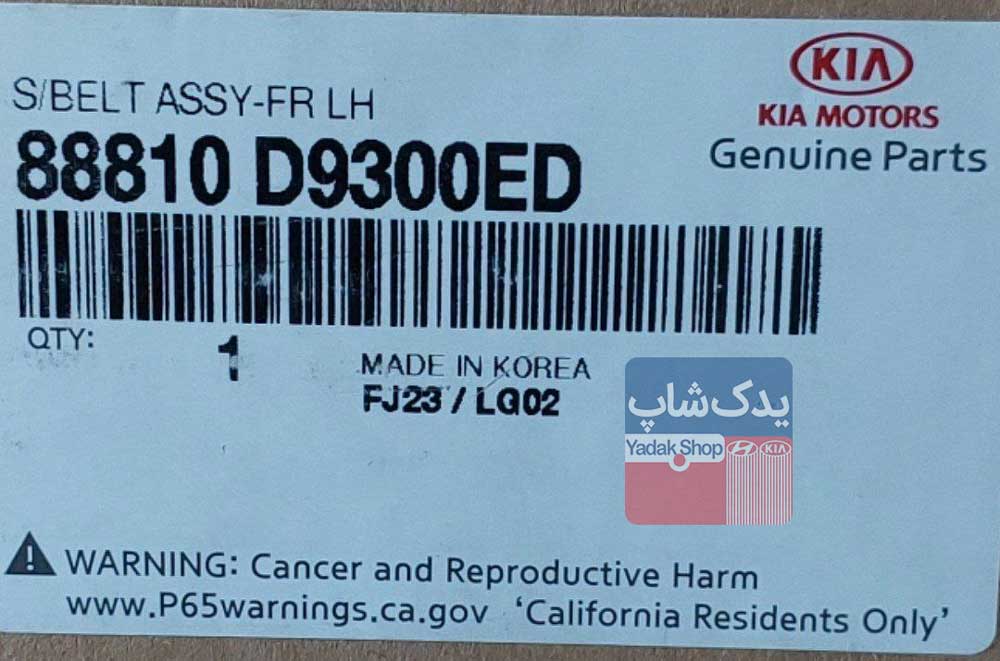 KIA
KIA MOTORS
Genuine Parts
S/BELT ASSY-FR LH
88810 D9300ED
QTY: 1
MADE IN KOREA
FJ23 / LG02
یدک‌شاپ
Yadak Shop
KIA
WARNING: Cancer and Reproductive Harm
www.P65warnings.ca.gov 'California Residents Only'